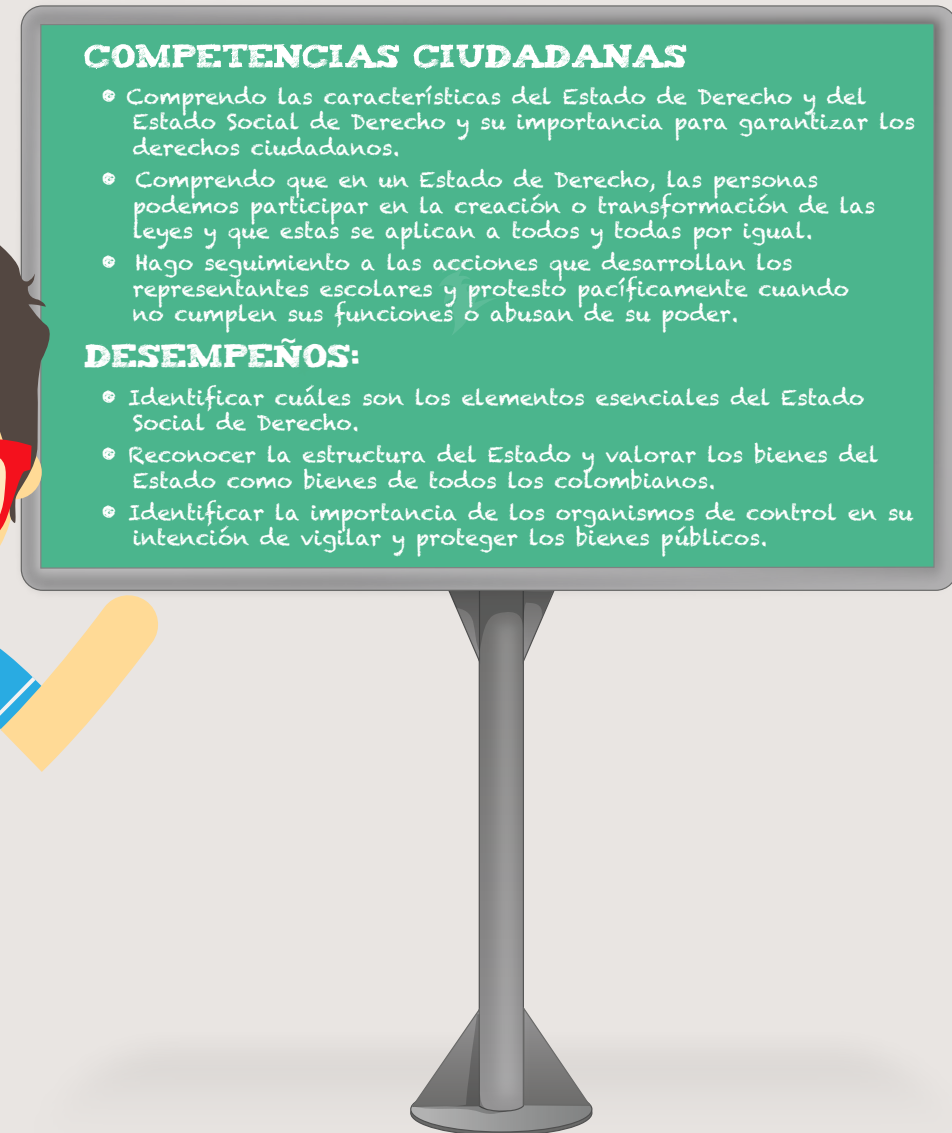 COMPETENCIAS CIUDADANAS
• Comprendo las características del Estado de Derecho y del
Estado Social de Derecho y su importancia para garantizar los
derechos ciudadanos.
• Comprendo que en un Estado de Derecho, las personas
podemos participar en la creación o transformación de las
leyes y que estas se aplican a todos y todas por igual.
• Hago seguimiento a las acciones que desarrollan los
representantes escolares y protesto pacíficamente cuando
no cumplen sus funciones o abusan de su poder.
DESEMPEÑOS:
• Identificar cuáles son los elementos esenciales del Estado
Social de Derecho.
• Reconocer la estructura del Estado y valorar los bienes del
Estado como bienes de todos los colombianos.
• Identificar la importancia de los organismos de control en su
intención de vigilar y proteger los bienes públicos.